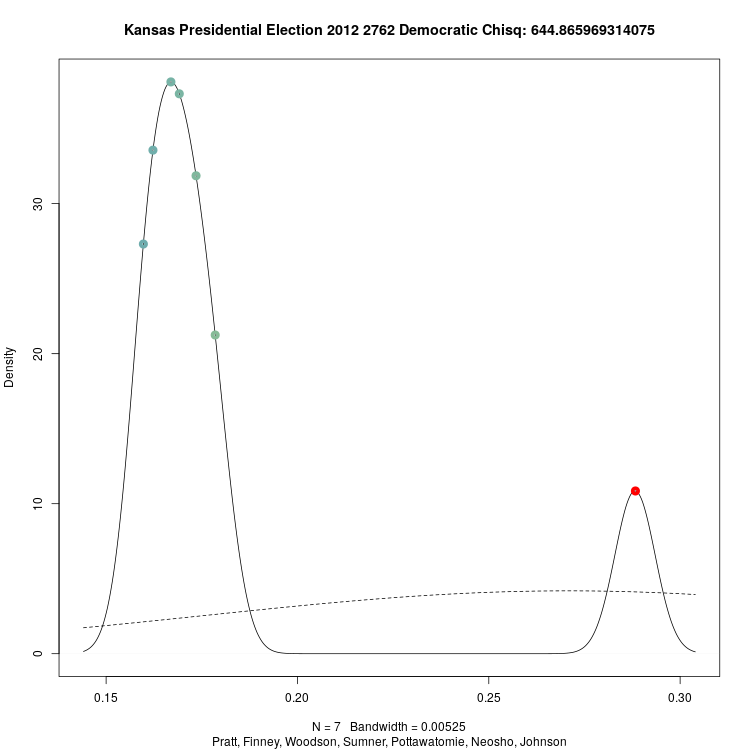 Kansas Presidential Election 2012 2762 Democratic Chisq: 644.865969314075
Density
30
20
10
0
0.15 0.20 0.25 0.30
N = 7 Bandwidth = 0.00525
Pratt, Finney, Woodson, Sumner, Pottawatomie, Neosho, Johnson